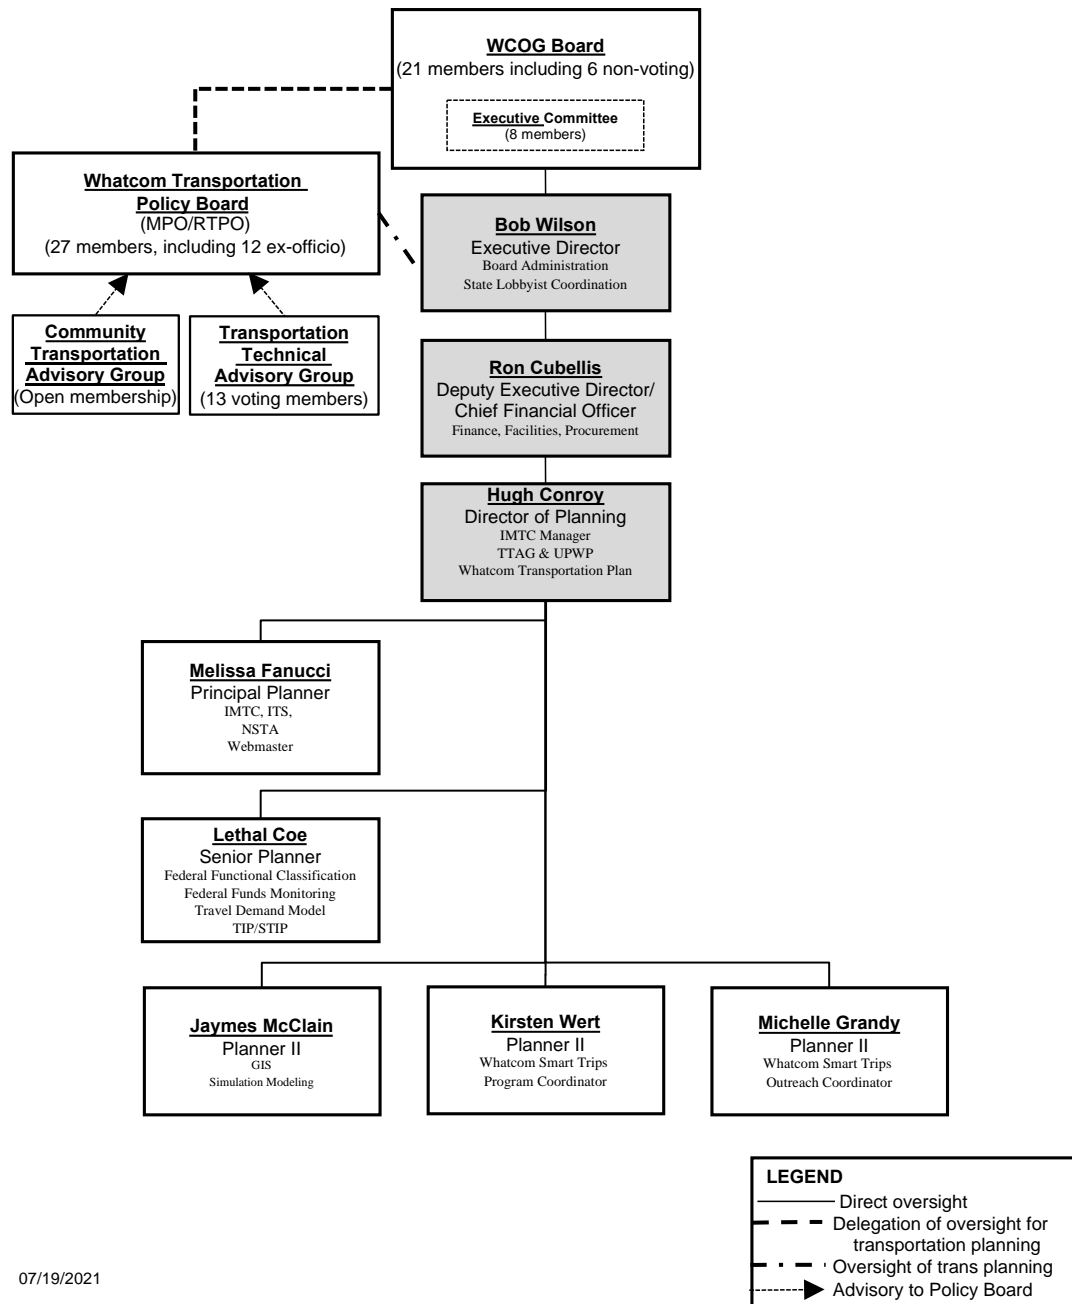 WCOG Board
(21 members including 6 non-voting)
Executive Committee
(8 members)
Whatcom Transportation
Policy Board
(MPO/RTPO)
(27 members, including 12 ex-officio)
Bob Wilson
Executive Director
Board Administration
State Lobbyist Coordination
Community
Transportation
Advisory Group
(Open membership)
Transportation
Technical
Advisory Group
(13 voting members)
Ron Cubellis
Deputy Executive Director/
Chief Financial Officer
Finance, Facilities, Procurement
Hugh Conroy
Director of Planning
IMTC Manager
TTAG & UPWP
Whatcom Transportation Plan
Melissa Fanucci
Principal Planner
IMTC, ITS,
NSTA
Webmaster
Lethal Coe
Senior Planner
Federal Functional Classification
Federal Funds Monitoring
Travel Demand Model
TIP/STIP
Jaymes McClain
Planner II
GIS
Simulation Modeling
Kirsten Wert
Planner II
Whatcom Smart Trips
Program Coordinator
Michelle Grandy
Planner II
Whatcom Smart Trips
Outreach Coordinator
LEGEND
Direct oversight
Delegation of oversight for
transportation planning
Oversight of trans planning
Advisory to Policy Board
07/19/2021